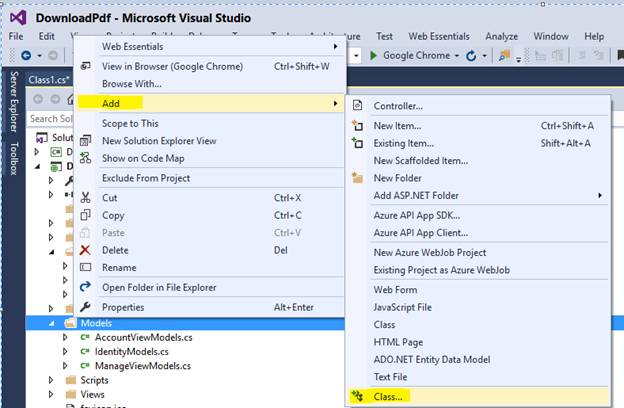 DownloadPdf - Microsoft Visual Studio
File Edit Test Web Essentials Analyze Window Help
Google Chrome
Class1.cs*
Server Explorer
Toolbox
Search So
Solut
Web Essentials
View in Browser (Google Chrome) Ctrl+Shift+W
Browse With...
Add
Scope to This
New Solution Explorer View
Show on Code Map
Exclude From Project
Cut Ctrl+X
Copy Ctrl+C
Paste Ctrl+V
Delete Del
Rename
Open Folder in File Explorer
Properties Alt+Enter
Controller...
New Item... Ctrl+Shift+A
Existing Item... Shift+Alt+A
New Scaffolded Item...
New Folder
Add ASP.NET Folder
Azure API App SDK...
Azure API App Client...
New Azure WebJob Project
Existing Project as Azure WebJob
Web Form
JavaScript File
Class
HTML Page
ADO.NET Entity Data Model
Text File
Class...
Models
AccountViewModels.cs
IdentityModels.cs
ManageViewModels.cs
Scripts
Views